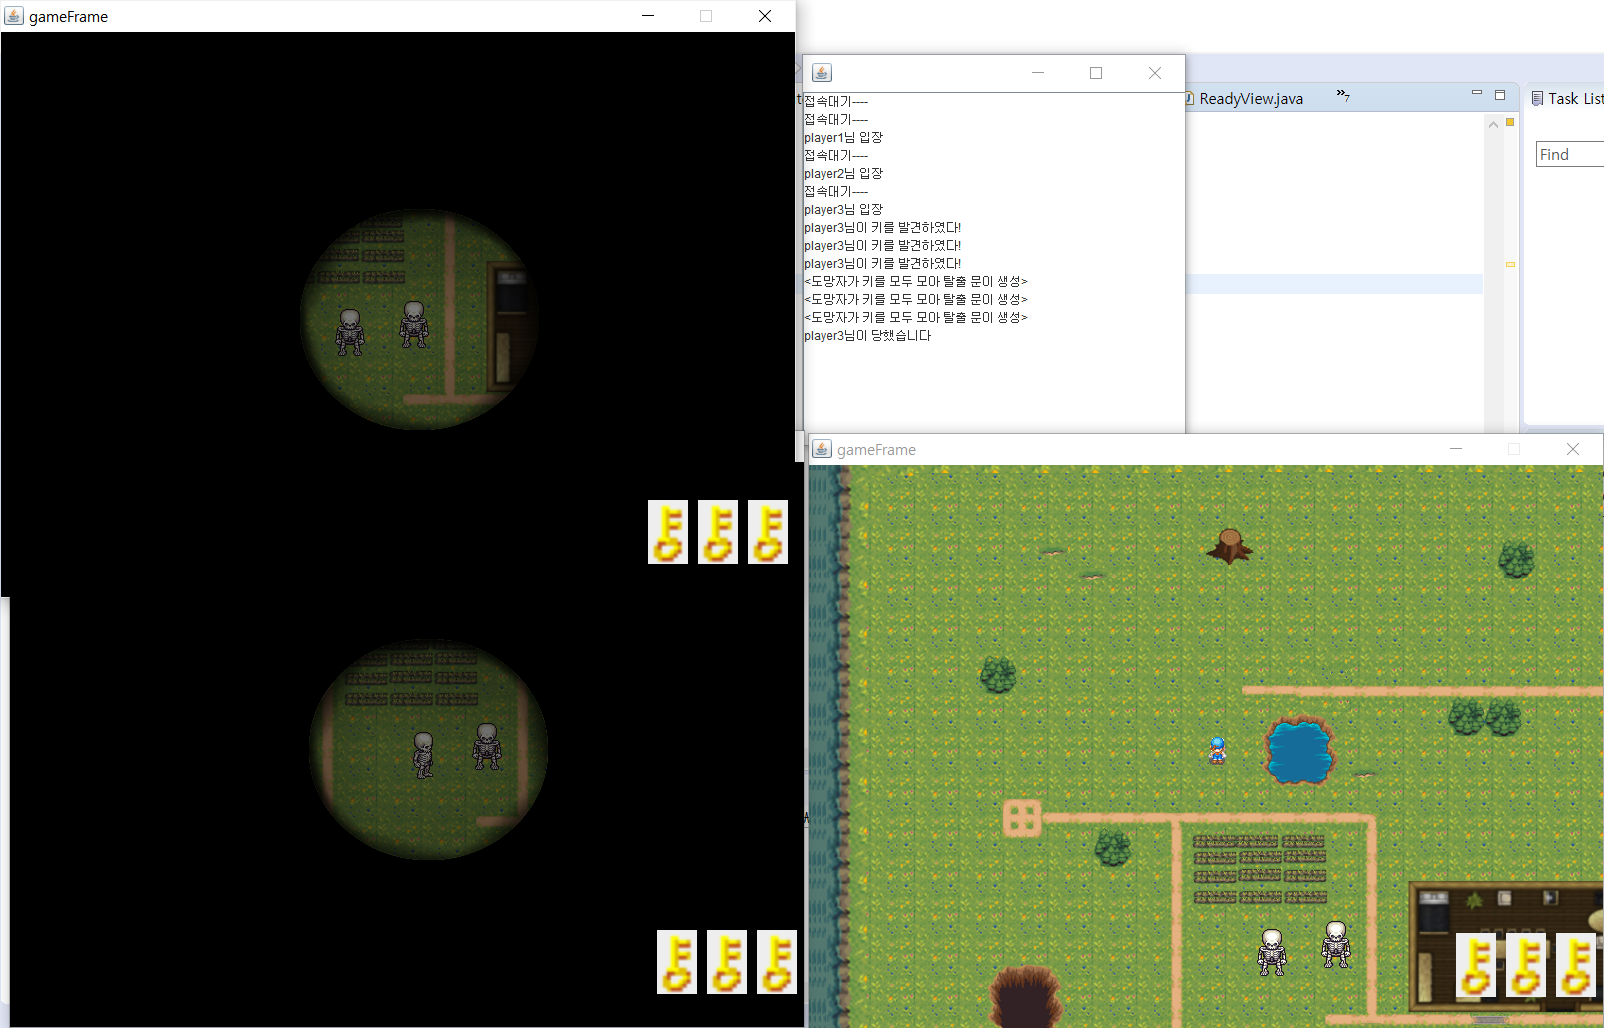 gameFrame
접속대기----
접속대기----
player1님 입장
접속대기----
player2님 입장
접속대기----
player3님 입장
player3님이 키를 발견하였다!
player3님이 키를 발견하였다!
player3님이 키를 발견하였다!
<도망자가 키를 모두 모아 탈출 문이 생성>
<도망자가 키를 모두 모아 탈출 문이 생성>
<도망자가 키를 모두 모아 탈출 문이 생성>
player3님이 당했습니다
ReadyView.java
»7
Task List
Find
gameFrame